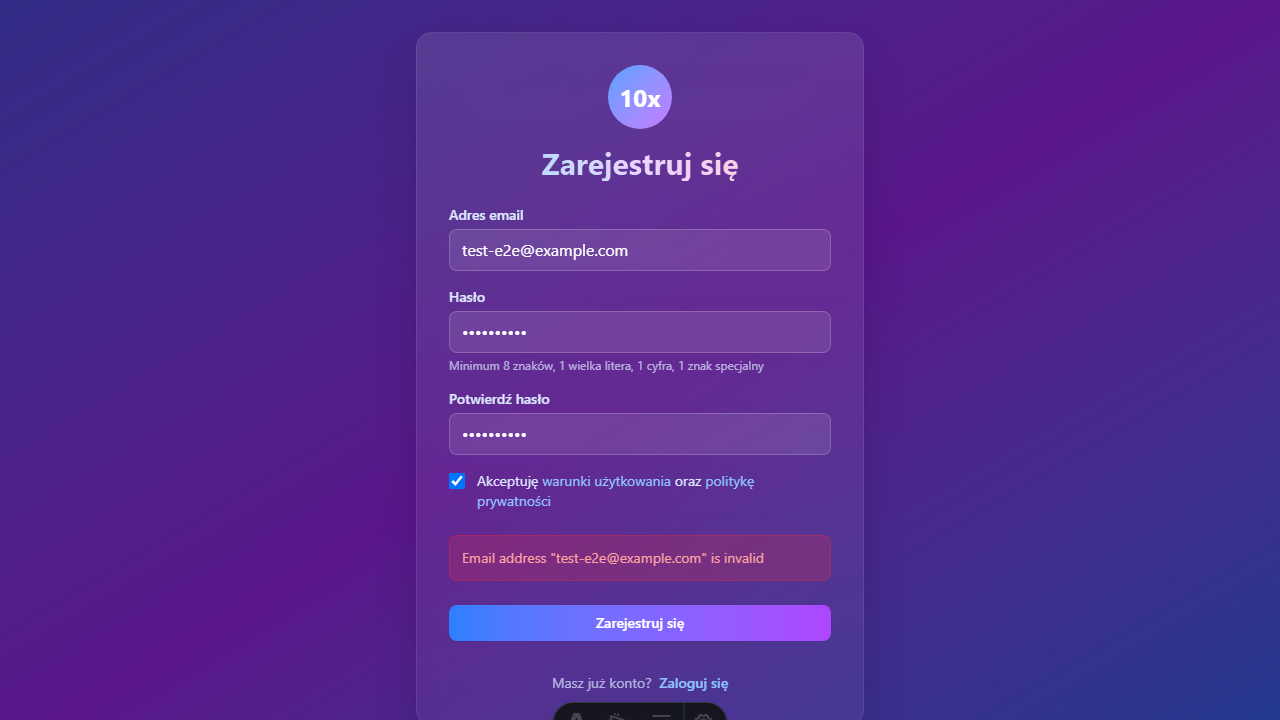 10x
Zarejestruj się
Adres email
test-e2e@example.com
Hasło
••••••••••
Minimum 8 znaków, 1 wielka litera, 1 cyfra, 1 znak specjalny
Potwierdź hasło
••••••••••
Akceptuję warunki użytkowania oraz politykę
prywatności
Email address "test-e2e@example.com" is invalid
Zarejestruj się
Masz już konto? Zaloguj się